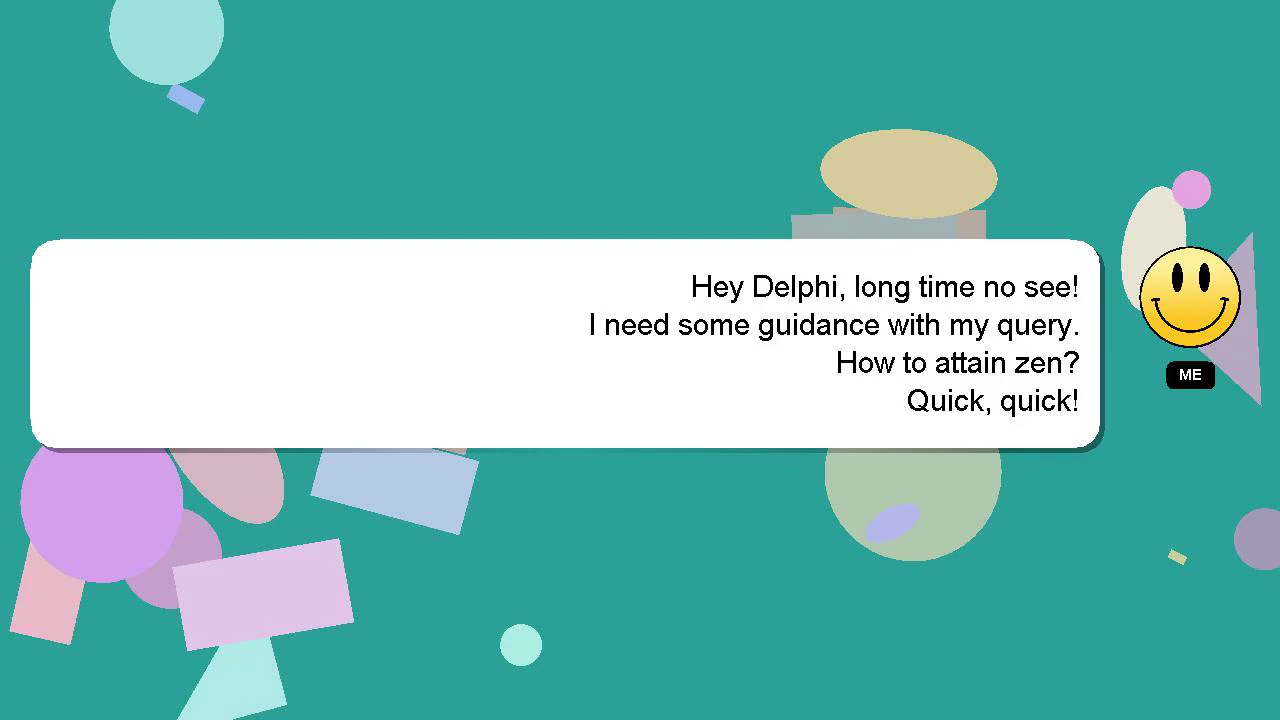 Hey Delphi, long time no see!
I need some guidance with my query.
How to attain zen?
Quick, quick!
ME